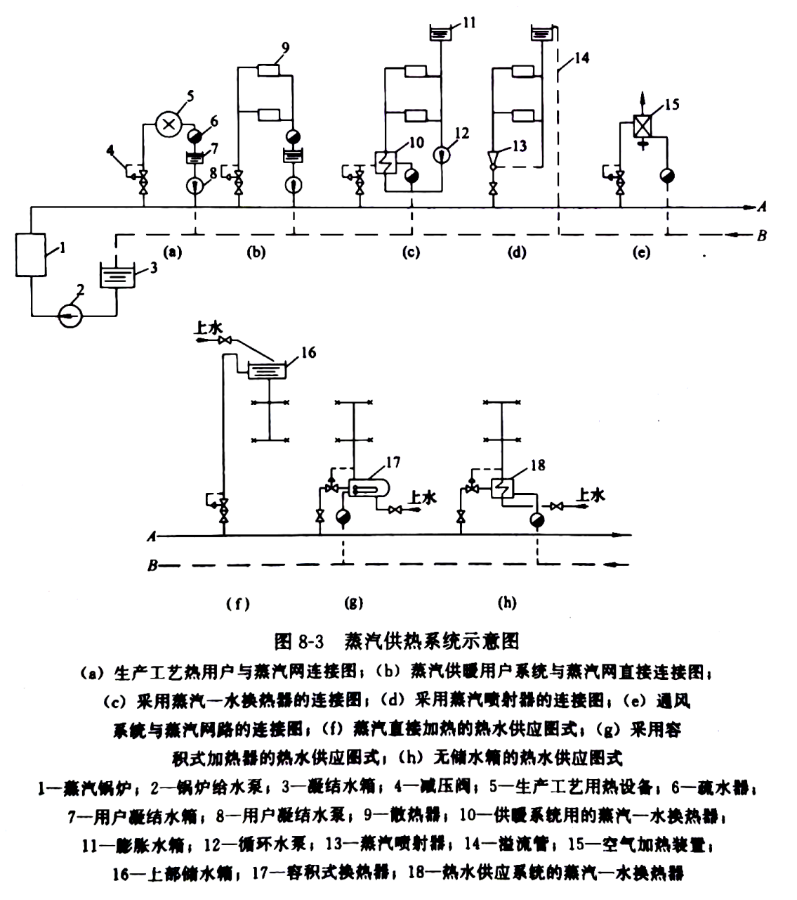 11
9
5
14
15
6
4
7
8
10
12
13
A
1
3
2
(a)
(b)
(c)
(d)
(e)
B
上水
16
17
18
上水
上水
A
B
(f)
(g)
(h)
图 8-3 蒸汽供热系统示意图
(a) 生产工艺热用户与蒸汽网连接图；(b) 蒸汽供暖用户系统与蒸汽网直接连接图；
(c) 采用蒸汽—水换热器的连接图；(d) 采用蒸汽喷射器的连接图；(e) 通风
系统与蒸汽网路的连接图；(f) 蒸汽直接加热的热水供应图式；(g) 采用容
积式加热器的热水供应图式；(h) 无储水箱的热水供应图式
1—蒸汽锅炉；2—锅炉给水泵；3—凝结水箱；4—减压阀；5—生产工艺用热设备；6—疏水器；
7—用户凝结水箱；8—用户凝结水泵；9—散热器；10—供暖系统用的蒸汽—水换热器；
11—膨胀水箱；12—循环水泵；13—蒸汽喷射器；14—溢流管；15—空气加热装置；
16—上部储水箱；17—容积式换热器；18—热水供应系统的蒸汽—水换热器